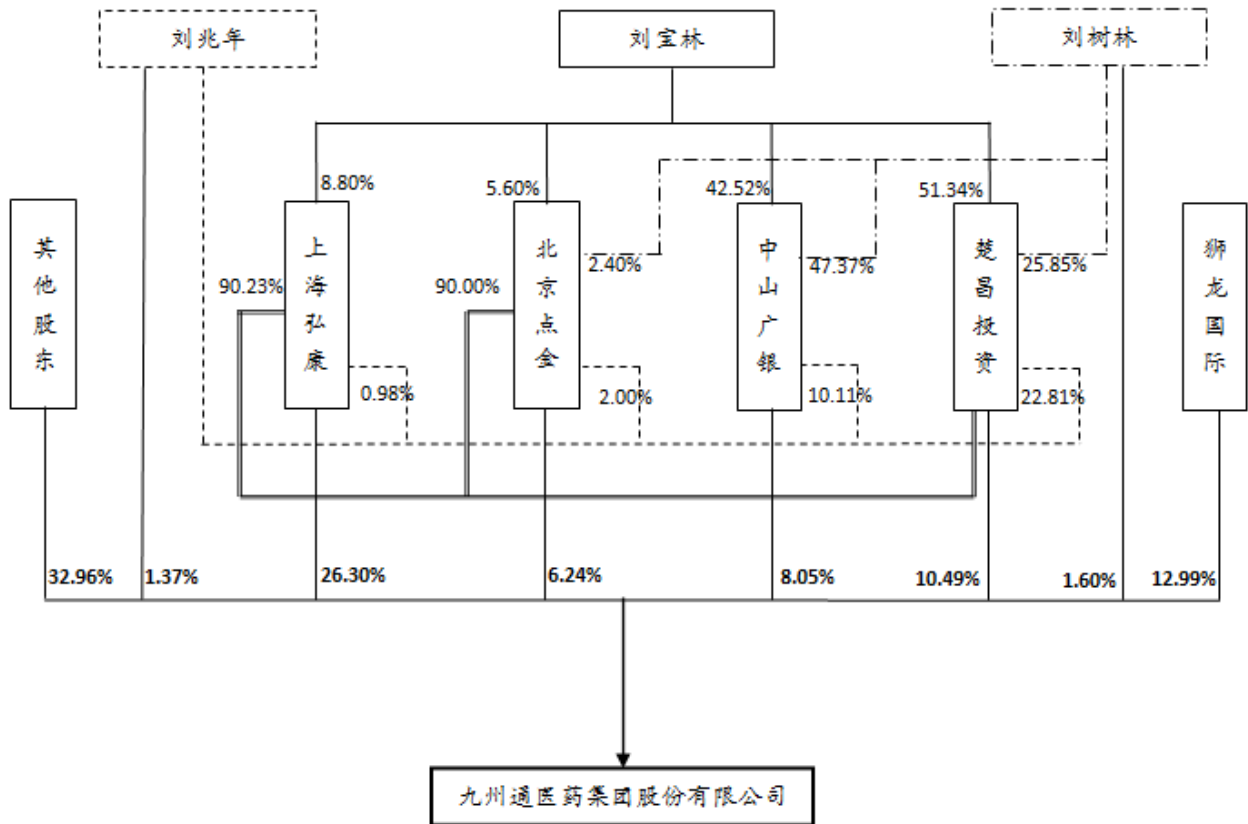 刘兆年
刘宝林
刘树林
8.80%
5.60%
42.52%
51.34%
其他股东
上海弘康
北京点金
中山广银
楚昌投资
狮龙国际
2.40%
47.37%
25.85%
90.23%
90.00%
0.98%
2.00%
10.11%
22.81%
32.96%
1.37%
26.30%
6.24%
8.05%
10.49%
1.60%
12.99%
九州通医药集团股份有限公司